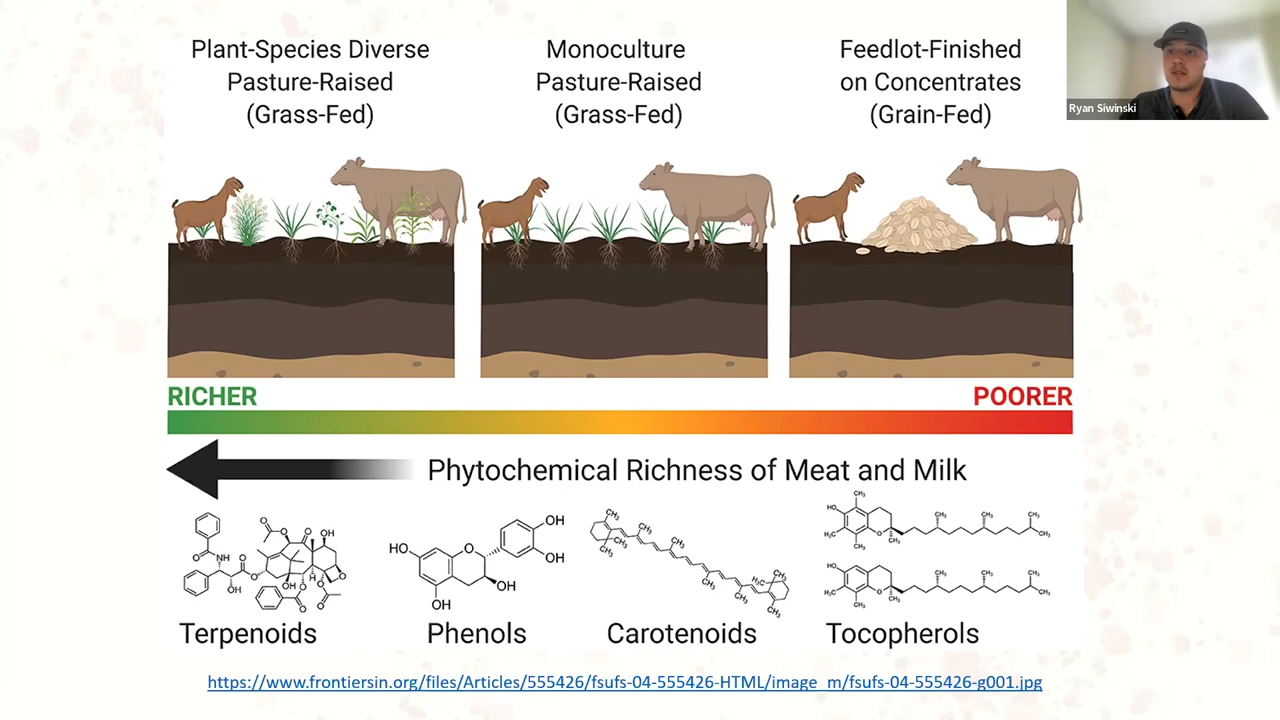 Plant-Species Diverse
Pasture-Raised
(Grass-Fed)
Monoculture
Pasture-Raised
(Grass-Fed)
Feedlot-Finished
on Concentrates
(Grain-Fed)
Ryan Siwinski
RICHER
POORER
Phytochemical Richness of Meat and Milk
Terpenoids
Phenols
Carotenoids
Tocopherols
https://www.frontiersin.org/files/Articles/555426/fsufs-04-555426-HTML/image_m/fsufs-04-555426-g001.jpg